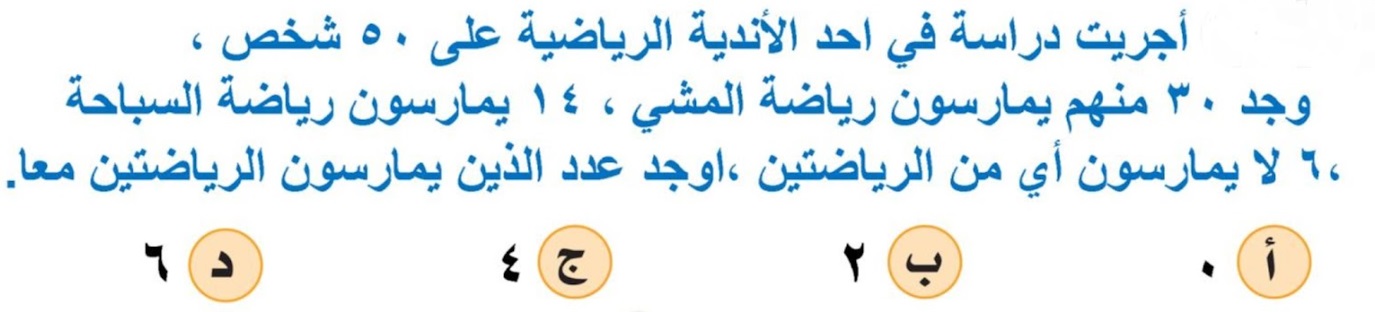 أجريت دراسة في احد الأندية الرياضية على ٥٠ شخص ،
وجد ٣٠ منهم يمارسون رياضة المشي ، ١٤ يمارسون رياضة السباحة
،٦ لا يمارسون أي من الرياضتين ،اوجد عدد الذين يمارسون الرياضتين معا.
أ ٠ ب ٢ ج ٤ د ٦